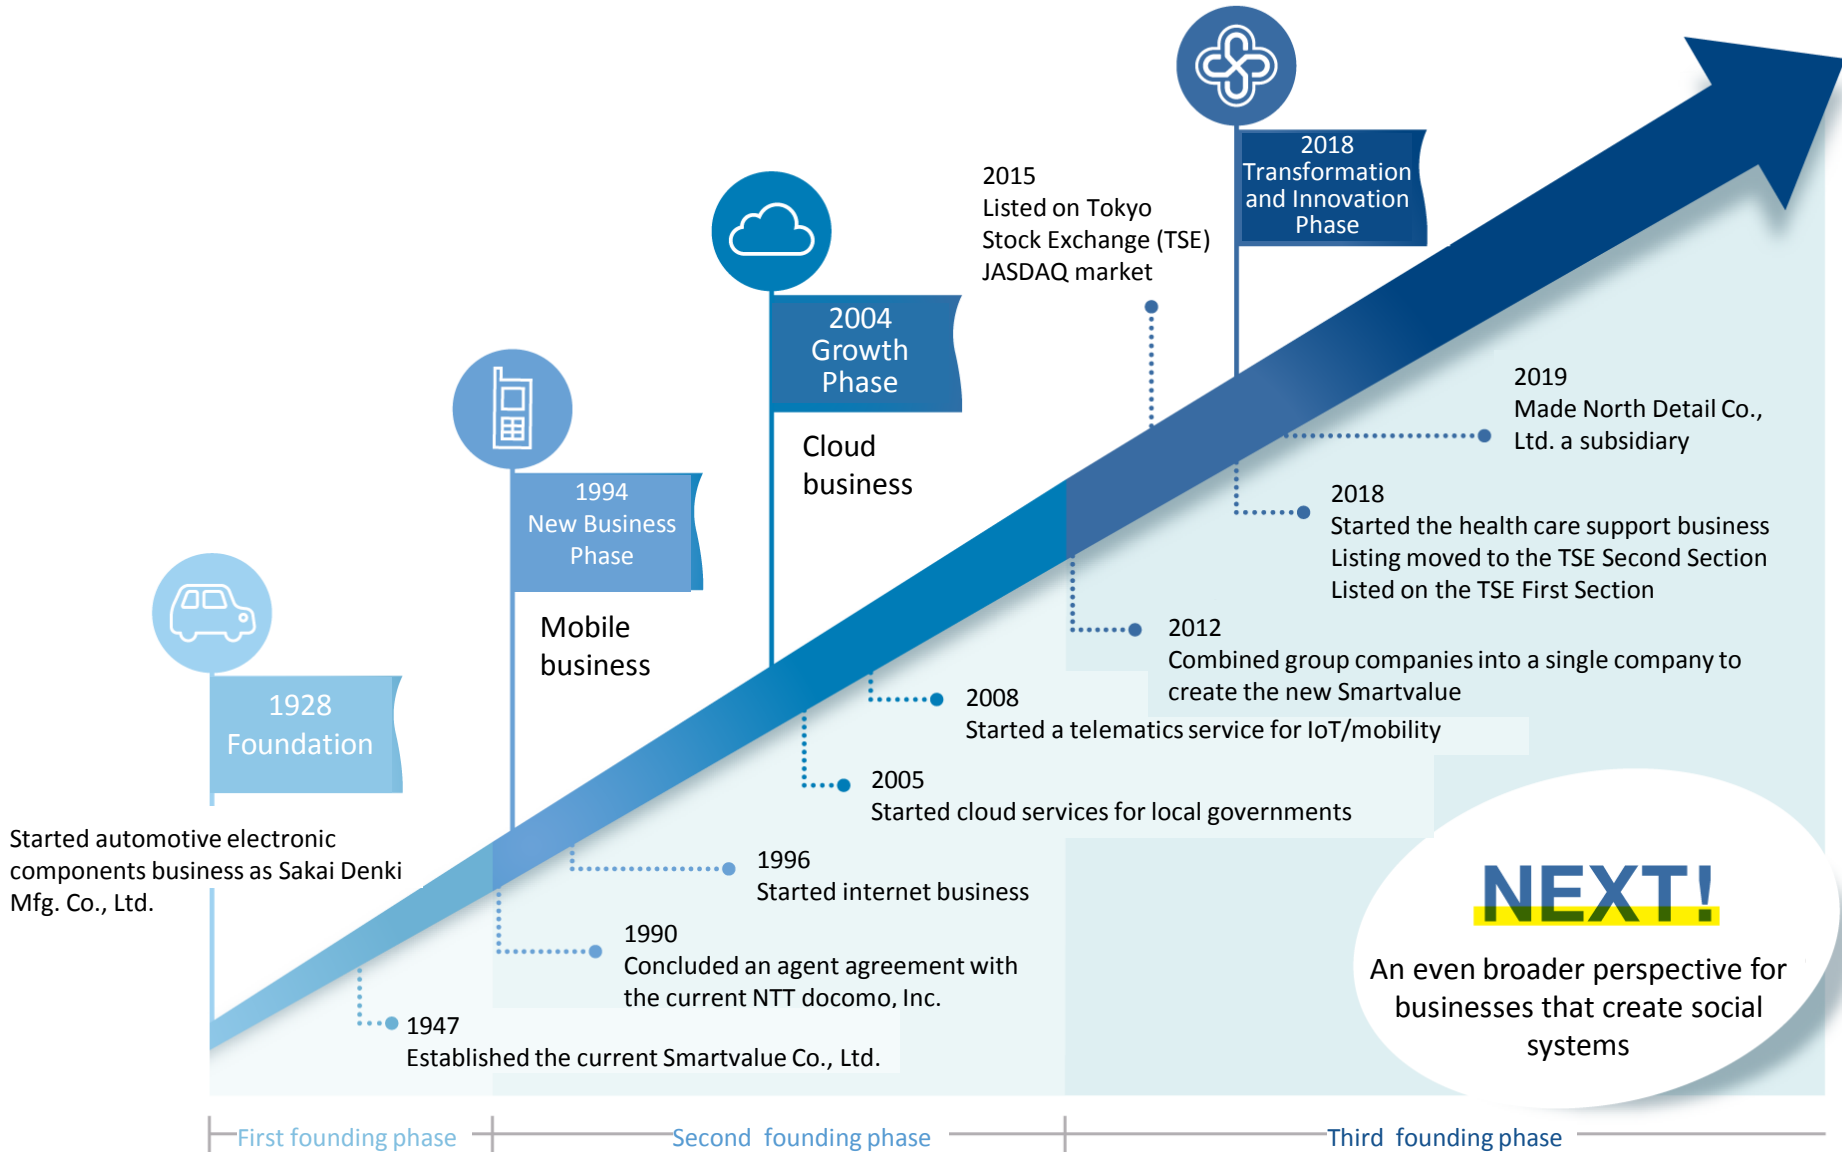 2018
Transformation
and Innovation
Phase
2015
Listed on Tokyo
Stock Exchange (TSE)
JASDAQ market
2004
Growth
Phase
Cloud
business
2019
Made North Detail Co.,
Ltd. a subsidiary
1994
New Business
Phase
Mobile
business
2018
Started the health care support business
Listing moved to the TSE Second Section
Listed on the TSE First Section
2012
Combined group companies into a single company to
create the new Smartvalue
1928
Foundation
2008
Started a telematics service for IoT/mobility
2005
Started cloud services for local governments
Started automotive electronic
components business as Sakai Denki
Mfg. Co., Ltd.
1996
Started internet business
1990
Concluded an agent agreement with
the current NTT docomo, Inc.
1947
Established the current Smartvalue Co., Ltd.
NEXT!
An even broader perspective for
businesses that create social
systems
First founding phase
Second founding phase
Third founding phase